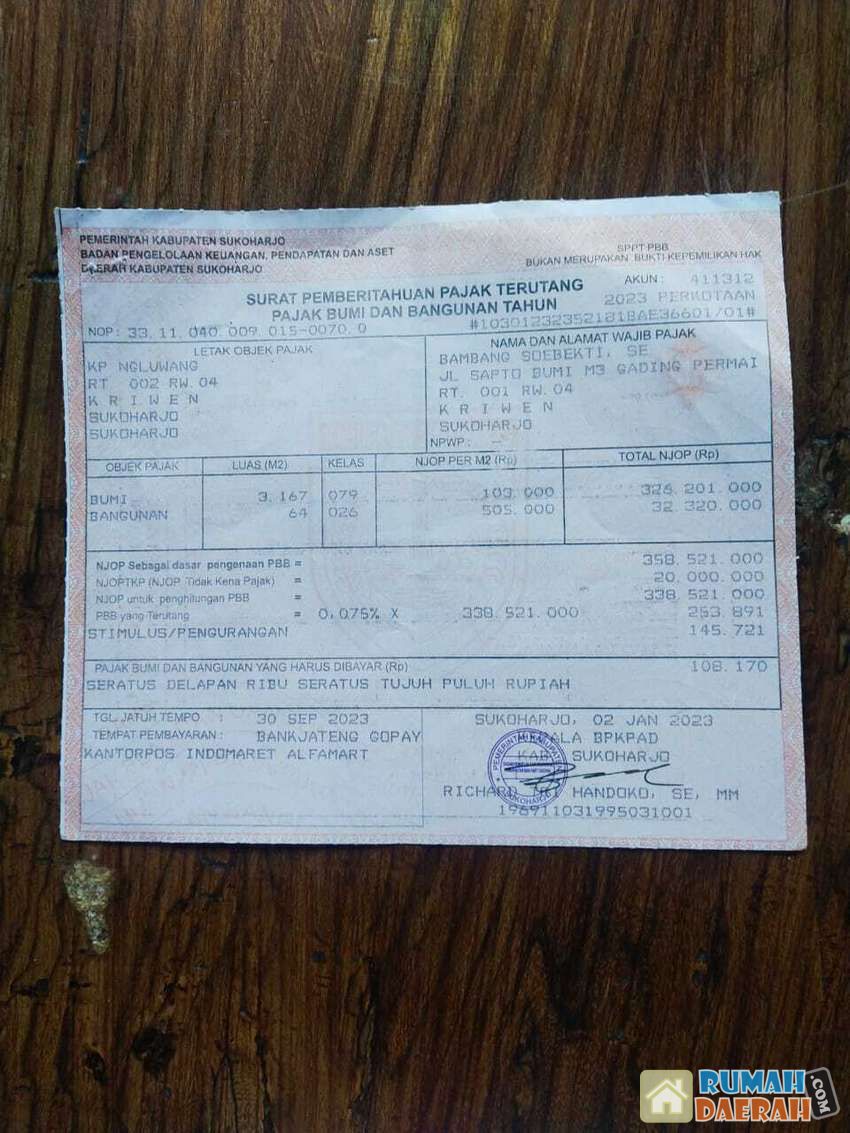 PEMERINTAH KABUPATEN SUKOHARJO
BADAN PENGELOLAAN KEUANGAN, PENDAPATAN DAN ASET
DAERAH KABUPATEN SUKOHARJO
SPPT PBB
BUKAN MERUPAKAN BUKTI KEPEMILIKAN HAK
AKUN : 411312
SURAT PEMBERITAHUAN PAJAK TERUTANG
PAJAK BUMI DAN BANGUNAN TAHUN 2023 PERKOTAAN
NOP : 33.11.040.009.015-0070.0 #10301232352181BAE36601/01#
LETAK OBJEK PAJAK
KP NGLUWANG
RT 002 RW.04
K R I W E N
SUKOHARJO
SUKOHARJO
NAMA DAN ALAMAT WAJIB PAJAK
BAMBANG SOEBEKTI, SE
JL SAPTO BUMI M3 GADING PERMAI
RT. 001 RW.04
K R I W E N
SUKOHARJO
NPWP : -
OBJEK PAJAK LUAS (M2) KELAS NJOP PER M2 (Rp) TOTAL NJOP (Rp)
BUMI 3.167 079 103.000 326.201.000
BANGUNAN 64 026 505.000 32.320.000
NJOP Sebagai dasar pengenaan PBB = 358.521.000
NJOPTKP (NJOP Tidak Kena Pajak) = 20.000.000
NJOP untuk penghitungan PBB = 338.521.000
PBB yang Terutang = 0,075% X 338.521.000 253.891
STIMULUS/PENGURANGAN 145.721
PAJAK BUMI DAN BANGUNAN YANG HARUS DIBAYAR (Rp) 108.170
SERATUS DELAPAN RIBU SERATUS TUJUH PULUH RUPIAH
TGL. JATUH TEMPO : 30 SEP 2023
TEMPAT PEMBAYARAN : BANKJATENG GOPAY
KANTORPOS INDOMARET ALFAMART
SUKOHARJO, 02 JAN 2023
ALA BPKPAD
KAB. SUKOHARJO
PEMERINTAH KABUPATEN
SUKOHARJO
RICHARD HANDOKO, SE, MM
196911031995031001
RUMAH
DAERAH
.COM